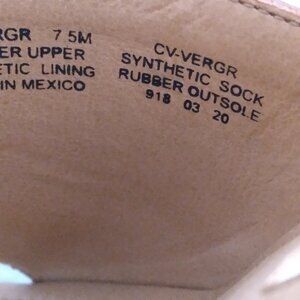 RGR 7.5M
ER UPPER
ETIC LINING
IN MEXICO
CV-VERGR
SYNTHETIC SOCK
RUBBER OUTSOLE
918 03 20